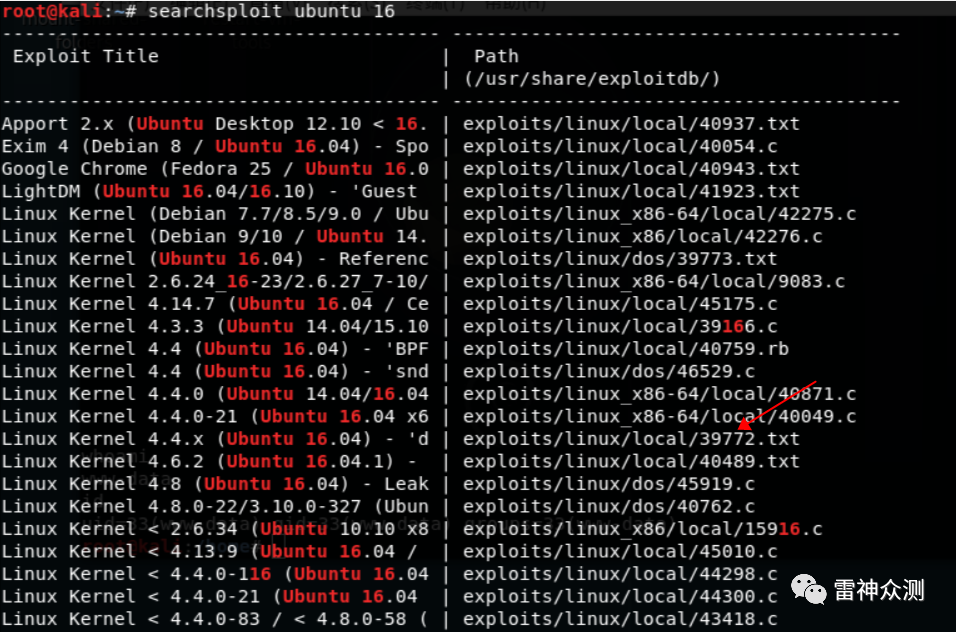 root@kali:~# searchsploit ubuntu 16
--------------------------------------- ----------------------------------------
Exploit Title | Path
| (/usr/share/exploitdb/)
--------------------------------------- ----------------------------------------
Apport 2.x (Ubuntu Desktop 12.10 < 16. | exploits/linux/local/40937.txt
Exim 4 (Debian 8 / Ubuntu 16.04) - Spo | exploits/linux/local/40054.c
Google Chrome (Fedora 25 / Ubuntu 16.0 | exploits/linux/local/40943.txt
LightDM (Ubuntu 16.04/16.10) - 'Guest | exploits/linux/local/41923.txt
Linux Kernel (Debian 7.7/8.5/9.0 / Ubu | exploits/linux_x86-64/local/42275.c
Linux Kernel (Debian 9/10 / Ubuntu 14. | exploits/linux_x86/local/42276.c
Linux Kernel (Ubuntu 16.04) - Referenc | exploits/linux/dos/39773.txt
Linux Kernel 2.6.24_16-23/2.6.27_7-10/ | exploits/linux_x86-64/local/9083.c
Linux Kernel 4.14.7 (Ubuntu 16.04 / Ce | exploits/linux/local/45175.c
Linux Kernel 4.3.3 (Ubuntu 14.04/15.10 | exploits/linux/local/39166.c
Linux Kernel 4.4 (Ubuntu 16.04) - 'BPF | exploits/linux/local/40759.rb
Linux Kernel 4.4 (Ubuntu 16.04) - 'snd | exploits/linux/dos/46529.c
Linux Kernel 4.4.0 (Ubuntu 14.04/16.04 | exploits/linux_x86-64/local/40871.c
Linux Kernel 4.4.0-21 (Ubuntu 16.04 x6 | exploits/linux_x86-64/local/40049.c
Linux Kernel 4.4.x (Ubuntu 16.04) - 'd | exploits/linux/local/39772.txt
Linux Kernel 4.6.2 (Ubuntu 16.04.1) - | exploits/linux/local/40489.txt
Linux Kernel 4.8 (Ubuntu 16.04) - Leak | exploits/linux/dos/45919.c
Linux Kernel 4.8.0-22/3.10.0-327 (Ubun | exploits/linux/dos/40762.c
Linux Kernel < 2.6.34 (Ubuntu 10.10 x8 | exploits/linux_x86/local/15916.c
Linux Kernel < 4.13.9 (Ubuntu 16.04 / | exploits/linux/local/45010.c
Linux Kernel < 4.4.0-116 (Ubuntu 16.04 | exploits/linux/local/44298.c
Linux Kernel < 4.4.0-21 (Ubuntu 16.04 | exploits/linux/local/44300.c
Linux Kernel < 4.4.0-83 / < 4.8.0-58 ( | exploits/linux/local/43418.c
雷神众测